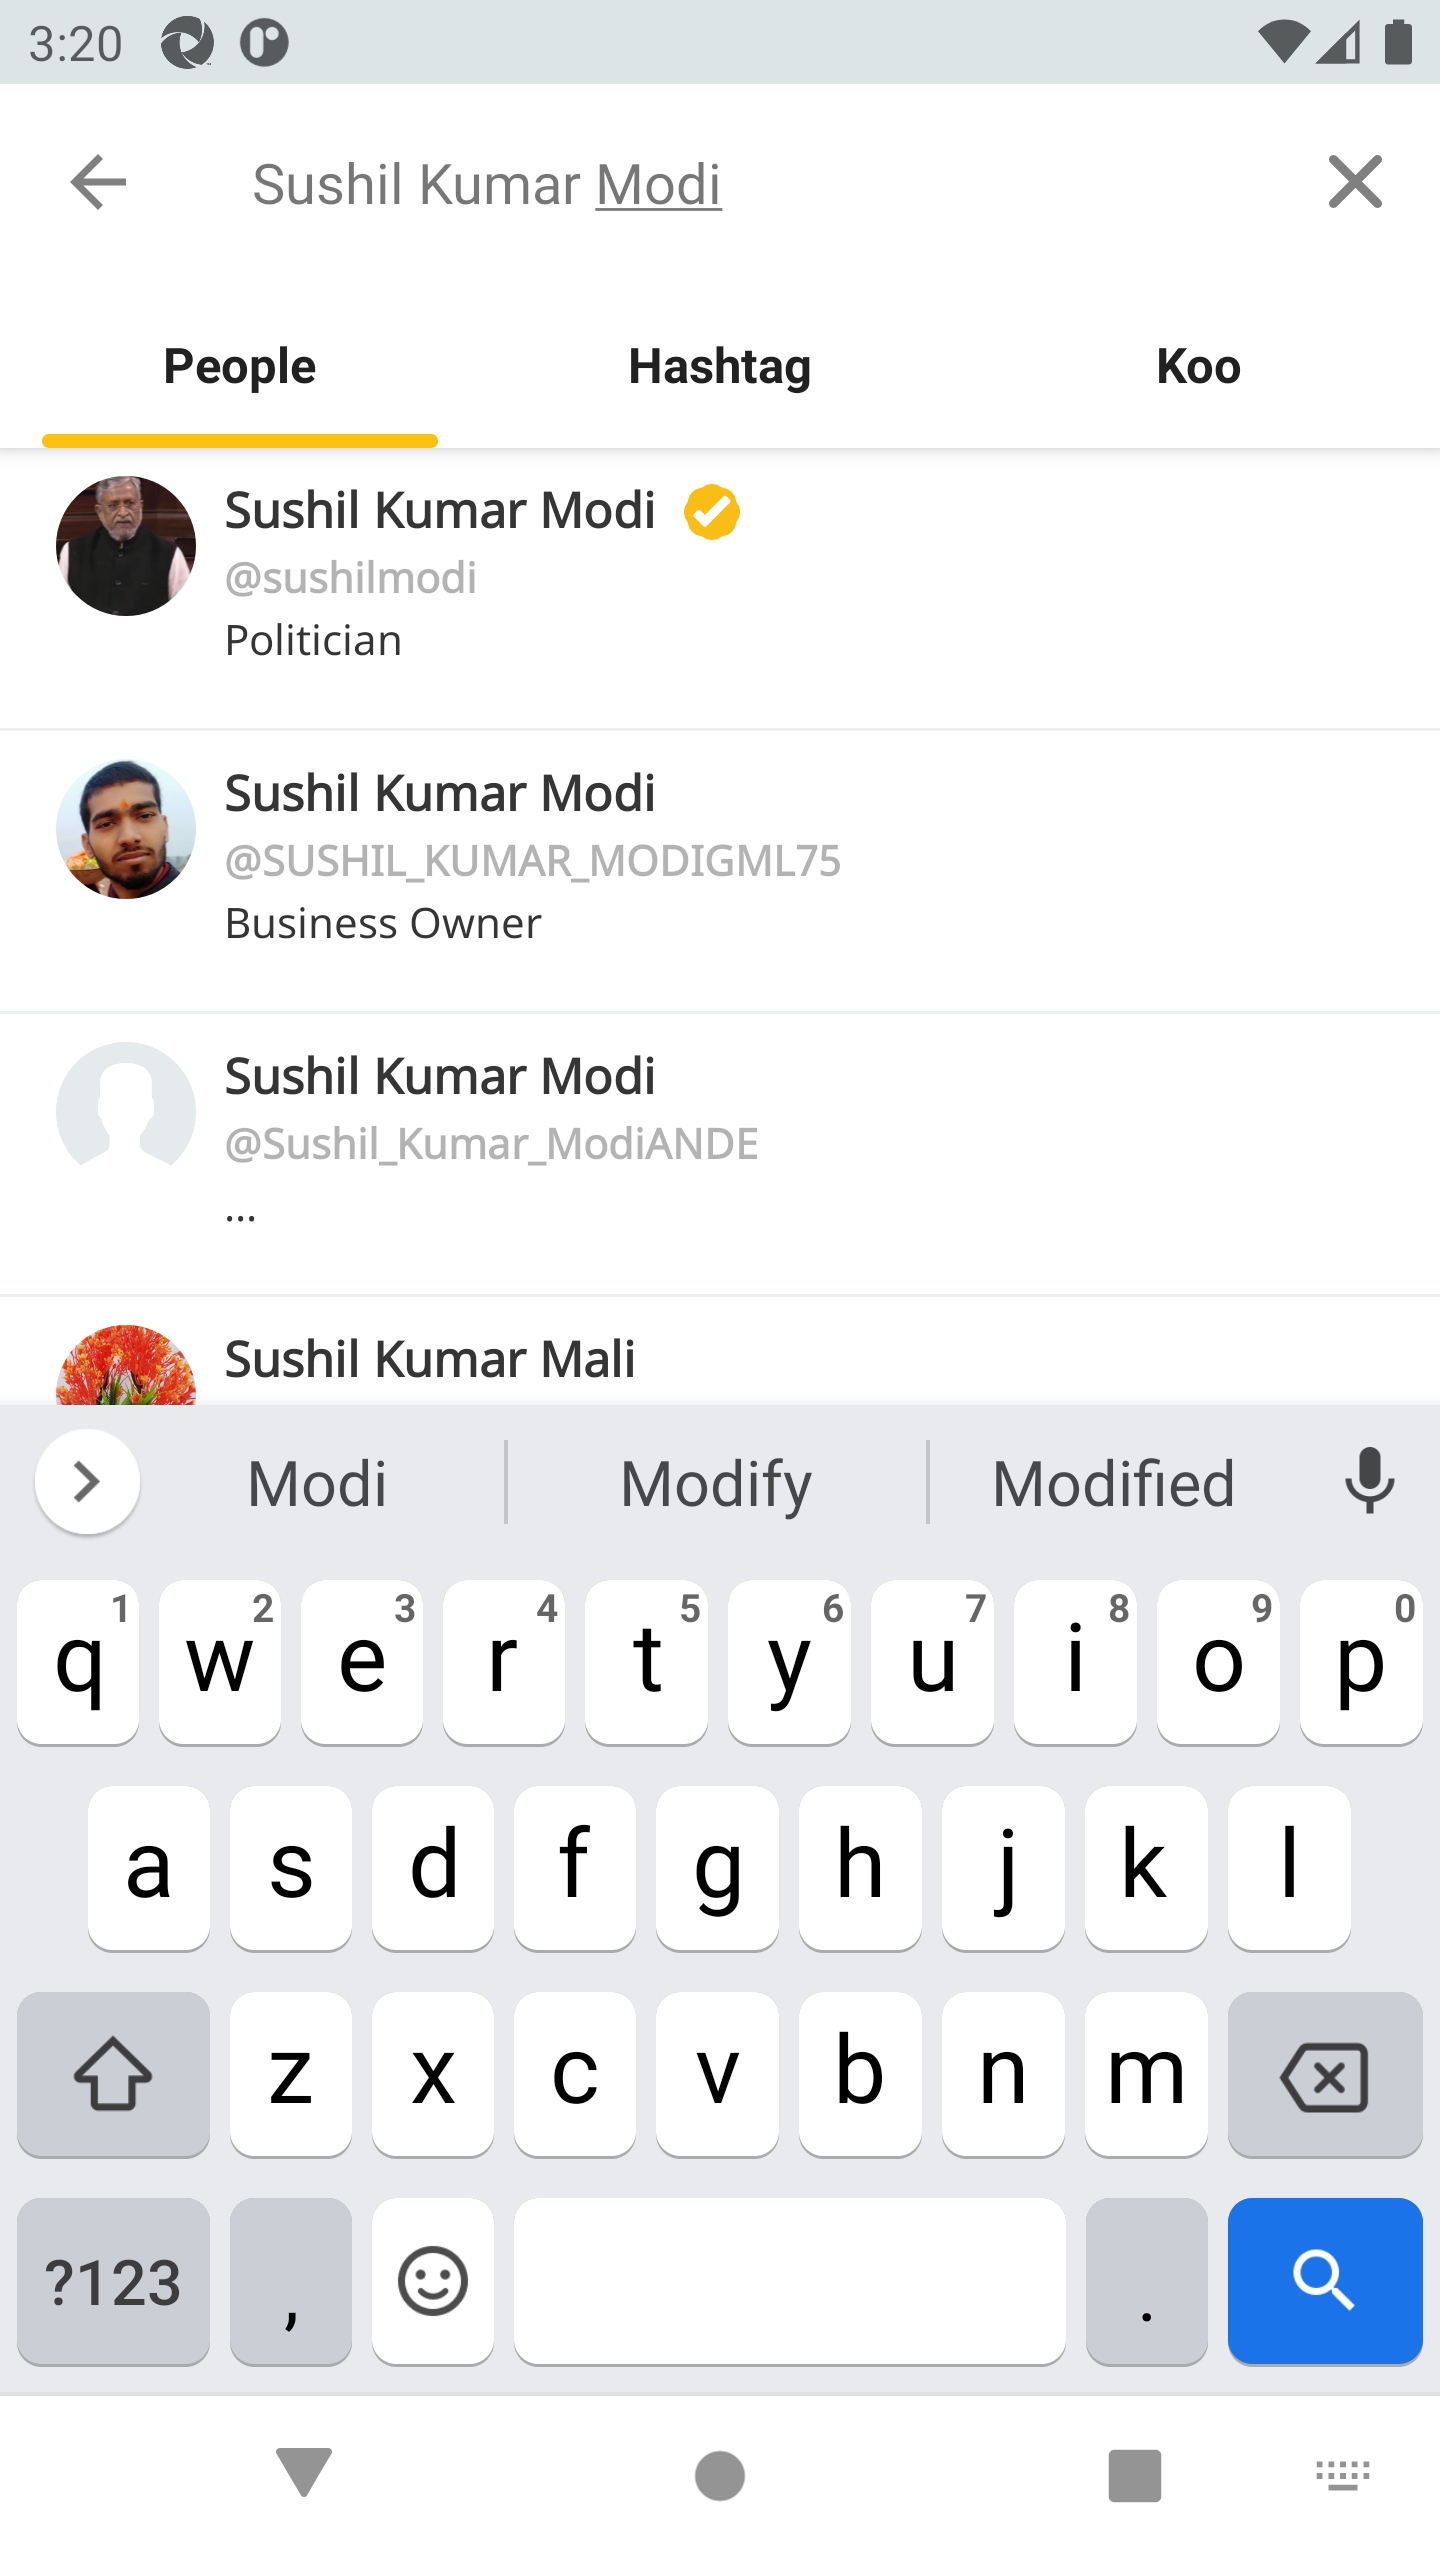 3:20
Sushil Kumar Modi
People Hashtag Koo
Sushil Kumar Modi
@sushilmodi
Politician
Sushil Kumar Modi
@SUSHIL_KUMAR_MODIGML75
Business Owner
Sushil Kumar Modi
@Sushil_Kumar_ModiANDE
...
Sushil Kumar Mali
Modi Modify Modified
1 2 3 4 5 6 7 8 9 0
q w e r t y u i o p
a s d f g h j k l
z x c v b n m
?123 , .